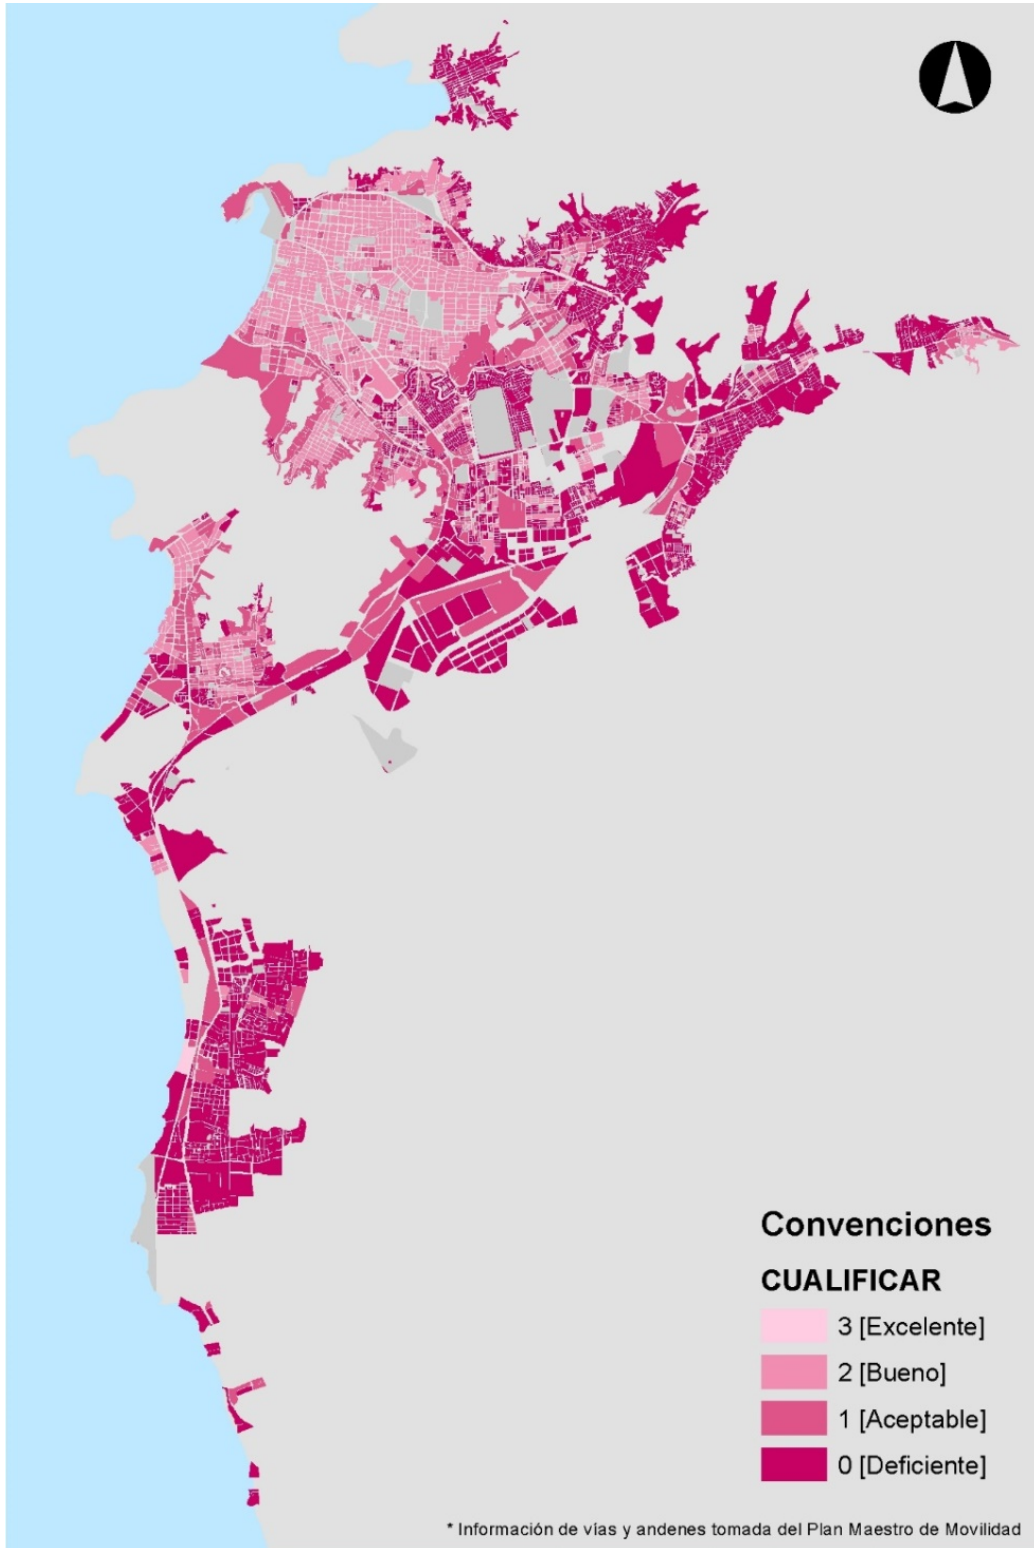 Convenciones
CUALIFICAR
3 [Excelente]
2 [Bueno]
1 [Aceptable]
0 [Deficiente]
* Información de vías y andenes tomada del Plan Maestro de Movilidad